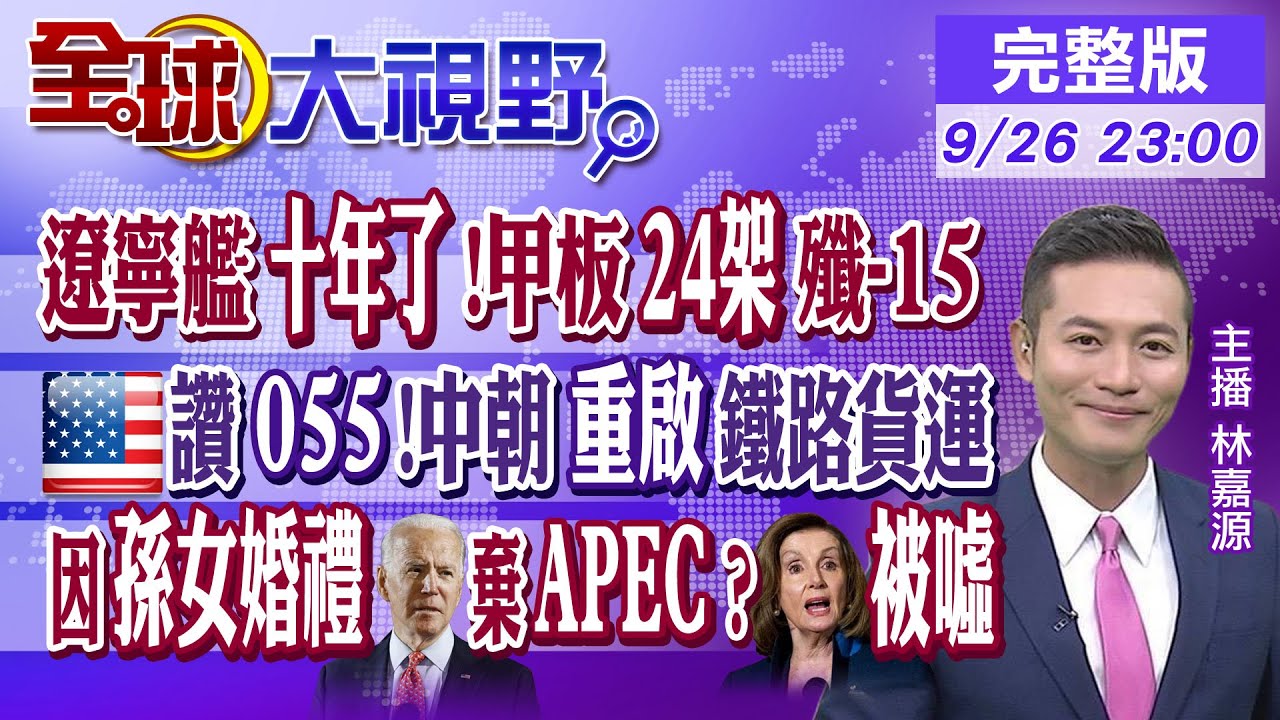 全球大視野
完整版
9/26 23:00
遼寧艦 十年了!甲板 24架 殲-15
讚 055!中朝 重啟 鐵路貨運
因 孫女婚禮 棄 APEC? 被噓
主播 林嘉源